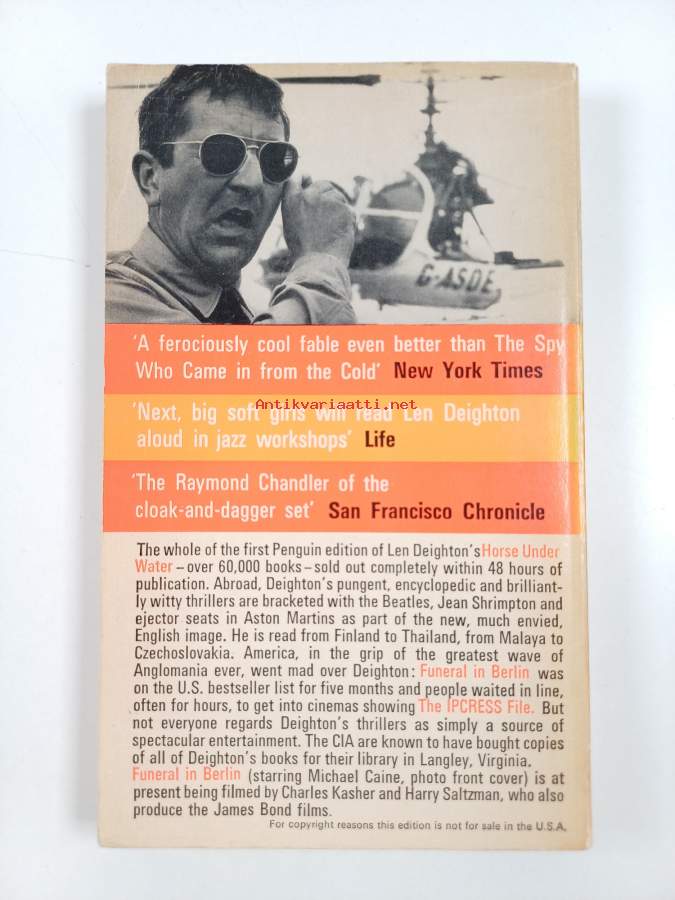 G-ASDE
'A ferociously cool fable even better than The Spy
Who Came in from the Cold' New York Times
Antikvariaatti.net
'Next, big soft girls will read Len Deighton
aloud in jazz workshops' Life
'The Raymond Chandler of the
cloak-and-dagger set' San Francisco Chronicle
The whole of the first Penguin edition of Len Deighton's Horse Under
Water – over 60,000 books – sold out completely within 48 hours of
publication. Abroad, Deighton's pungent, encyclopedic and brilliant-
ly witty thrillers are bracketed with the Beatles, Jean Shrimpton and
ejector seats in Aston Martins as part of the new, much envied,
English image. He is read from Finland to Thailand, from Malaya to
Czechoslovakia. America, in the grip of the greatest wave of
Anglomania ever, went mad over Deighton: Funeral in Berlin was
on the U.S. bestseller list for five months and people waited in line,
often for hours, to get into cinemas showing The IPCRESS File. But
not everyone regards Deighton's thrillers as simply a source of
spectacular entertainment. The CIA are known to have bought copies
of all of Deighton's books for their library in Langley, Virginia.
Funeral in Berlin (starring Michael Caine, photo front cover) is at
present being filmed by Charles Kasher and Harry Saltzman, who also
produce the James Bond films.
For copyright reasons this edition is not for sale in the U.S.A.